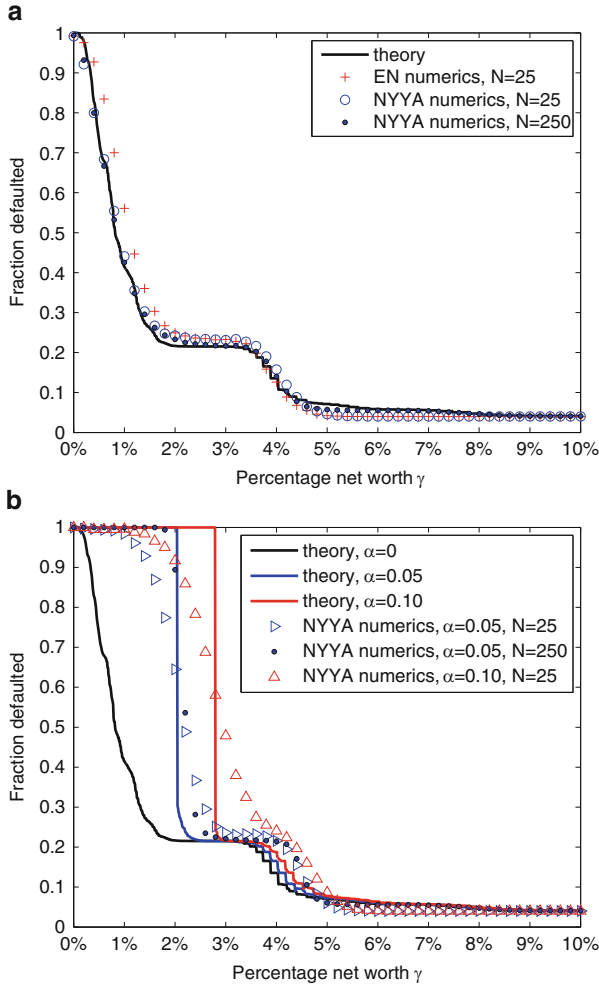 a
1
0.9
0.8
0.7
0.6
0.5
0.4
0.3
0.2
0.1
0
Fraction defaulted
theory
EN numerics, N=25
NYYA numerics, N=25
NYYA numerics, N=250
0% 1% 2% 3% 4% 5% 6% 7% 8% 9% 10%
Percentage net worth γ
b
1
0.9
0.8
0.7
0.6
0.5
0.4
0.3
0.2
0.1
0
Fraction defaulted
theory, α=0
theory, α=0.05
theory, α=0.10
NYYA numerics, α=0.05, N=25
NYYA numerics, α=0.05, N=250
NYYA numerics, α=0.10, N=25
0% 1% 2% 3% 4% 5% 6% 7% 8% 9% 10%
Percentage net worth γ